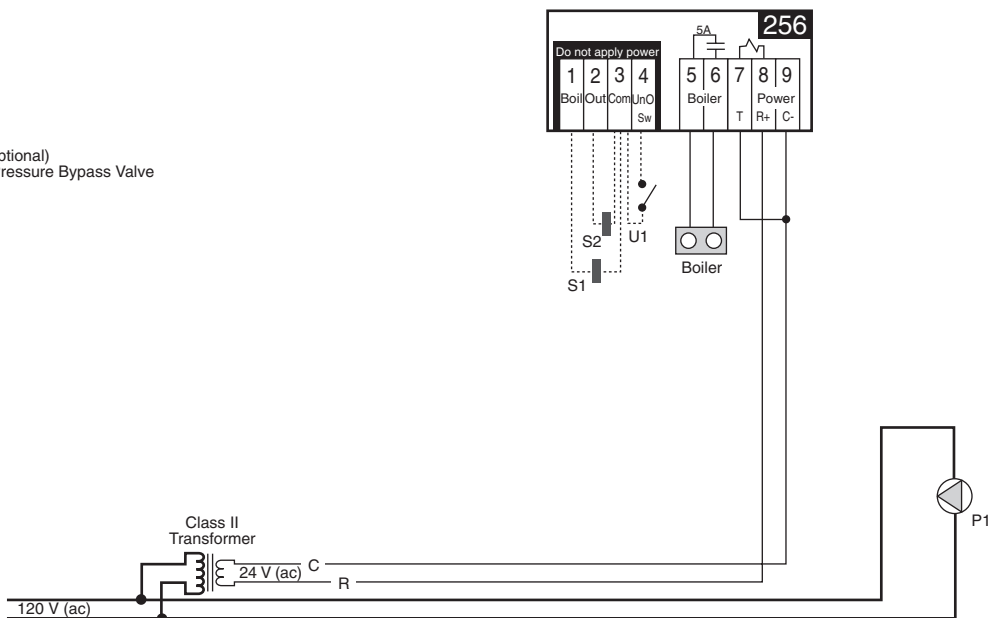 256
5A
Do not apply power
1 2 3 4 5 6 7 8 9
Boil Out Com UnO Boiler Power
Sw T R+ C-
ptional)
ressure Bypass Valve
S2 U1
Boiler
S1
Class II
Transformer
P1
C
24 V (ac)
R
120 V (ac)